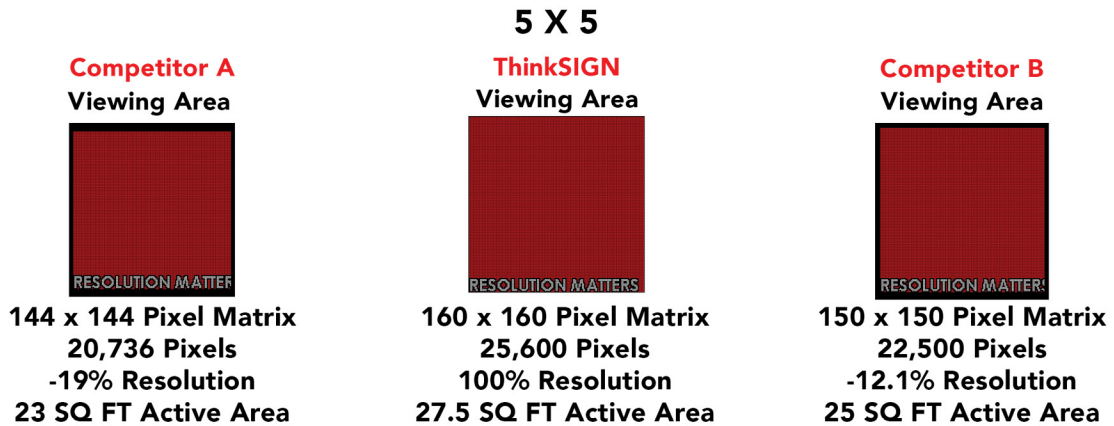 5 X 5
Competitor A
Viewing Area
RESOLUTION MATTER
144 x 144 Pixel Matrix
20,736 Pixels
-19% Resolution
23 SQ FT Active Area
ThinkSIGN
Viewing Area
RESOLUTION MATTERS
160 x 160 Pixel Matrix
25,600 Pixels
100% Resolution
27.5 SQ FT Active Area
Competitor B
Viewing Area
RESOLUTION MATTERS
150 x 150 Pixel Matrix
22,500 Pixels
-12.1% Resolution
25 SQ FT Active Area